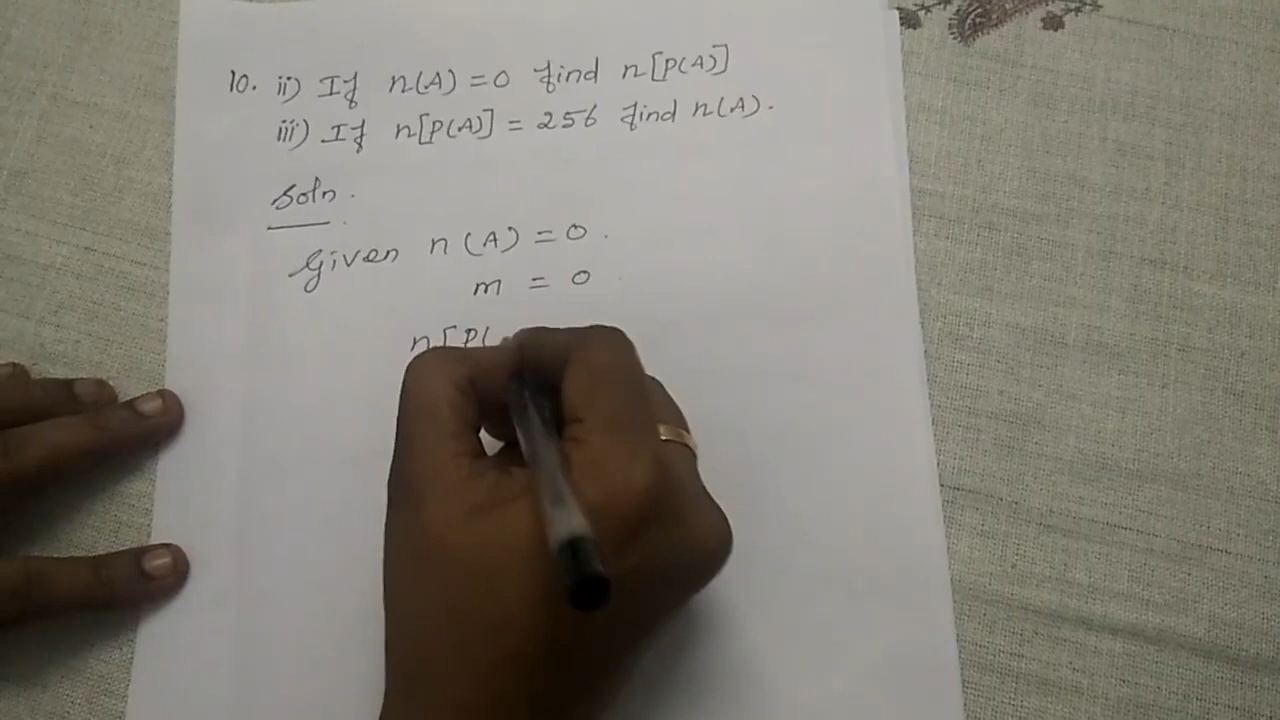 10. ii) If n(A) = 0 find n[P(A)]
iii) If n[P(A)] = 256 find n(A).
Soln.
Given n(A) = 0.
m = 0
n[P(